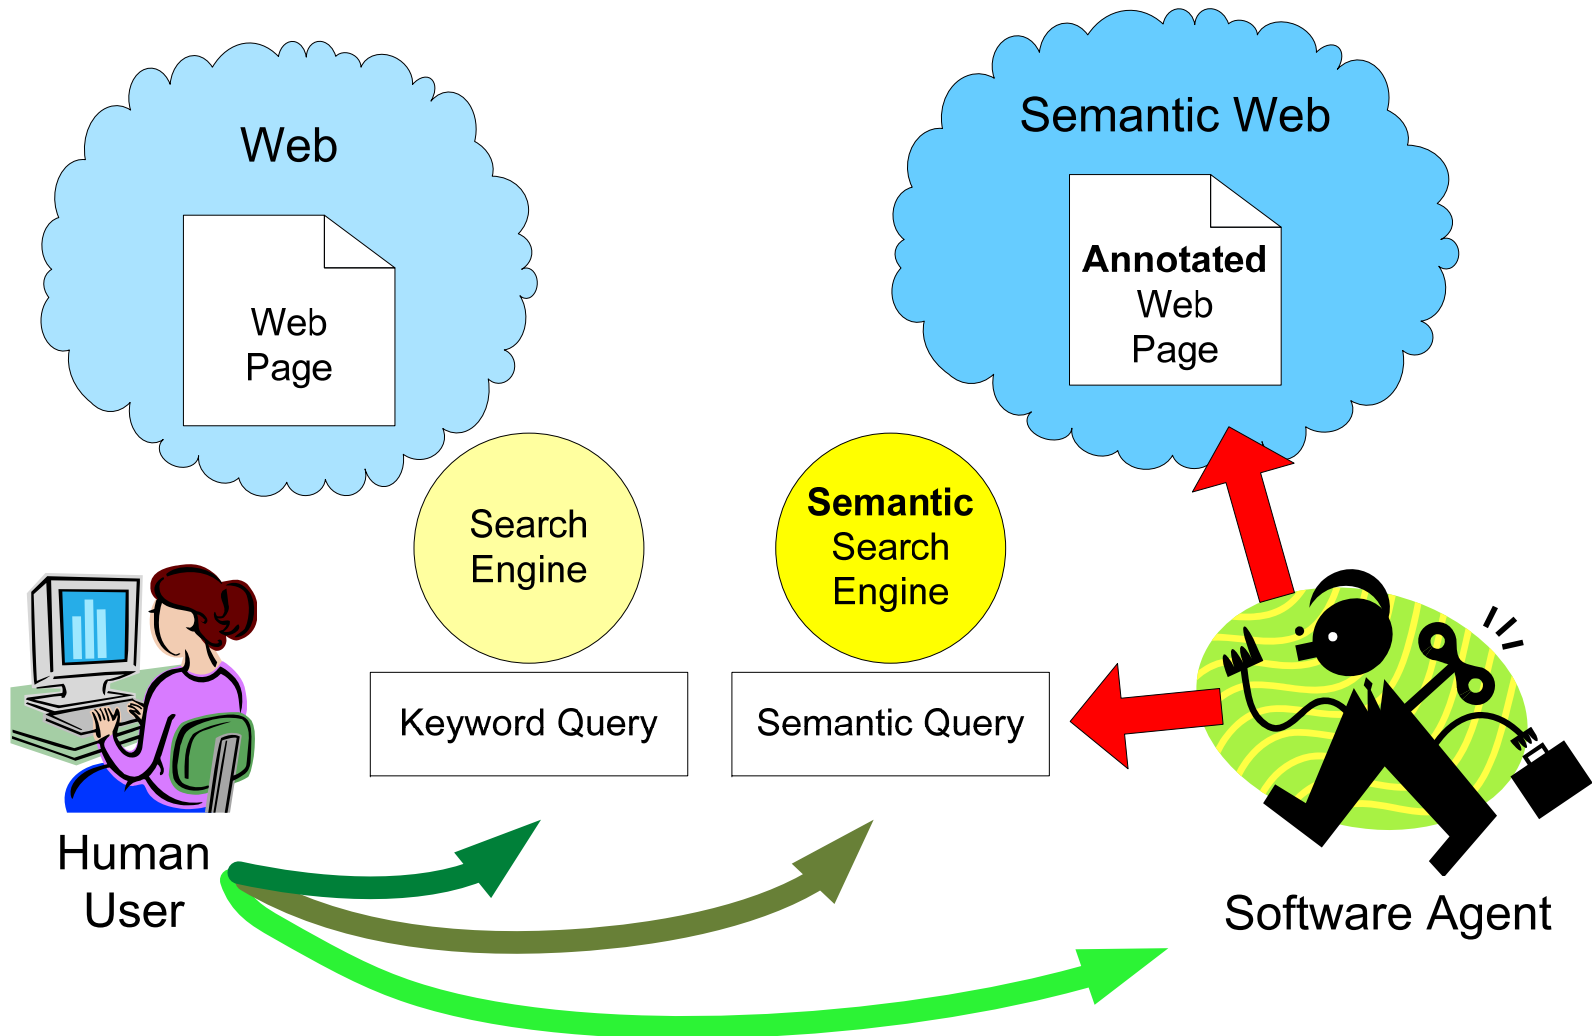 Web
Web
Page
Semantic Web
Annotated
Web
Page
Search
Engine
Semantic
Search
Engine
Keyword Query
Semantic Query
Human
User
Software Agent